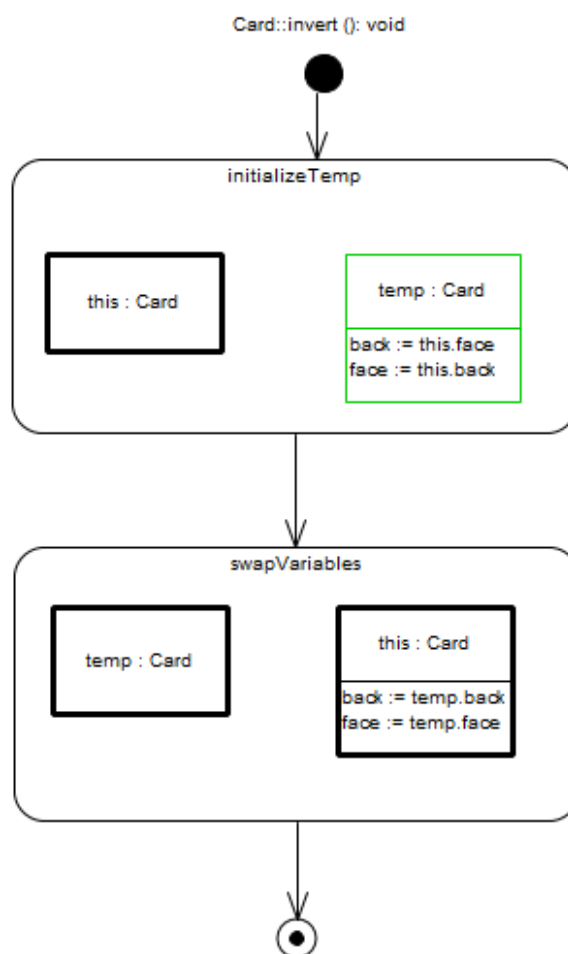 Card::invert (): void
initializeTemp
this : Card
temp : Card
back := this.face
face := this.back
swapVariables
temp : Card
this : Card
back := temp.back
face := temp.face